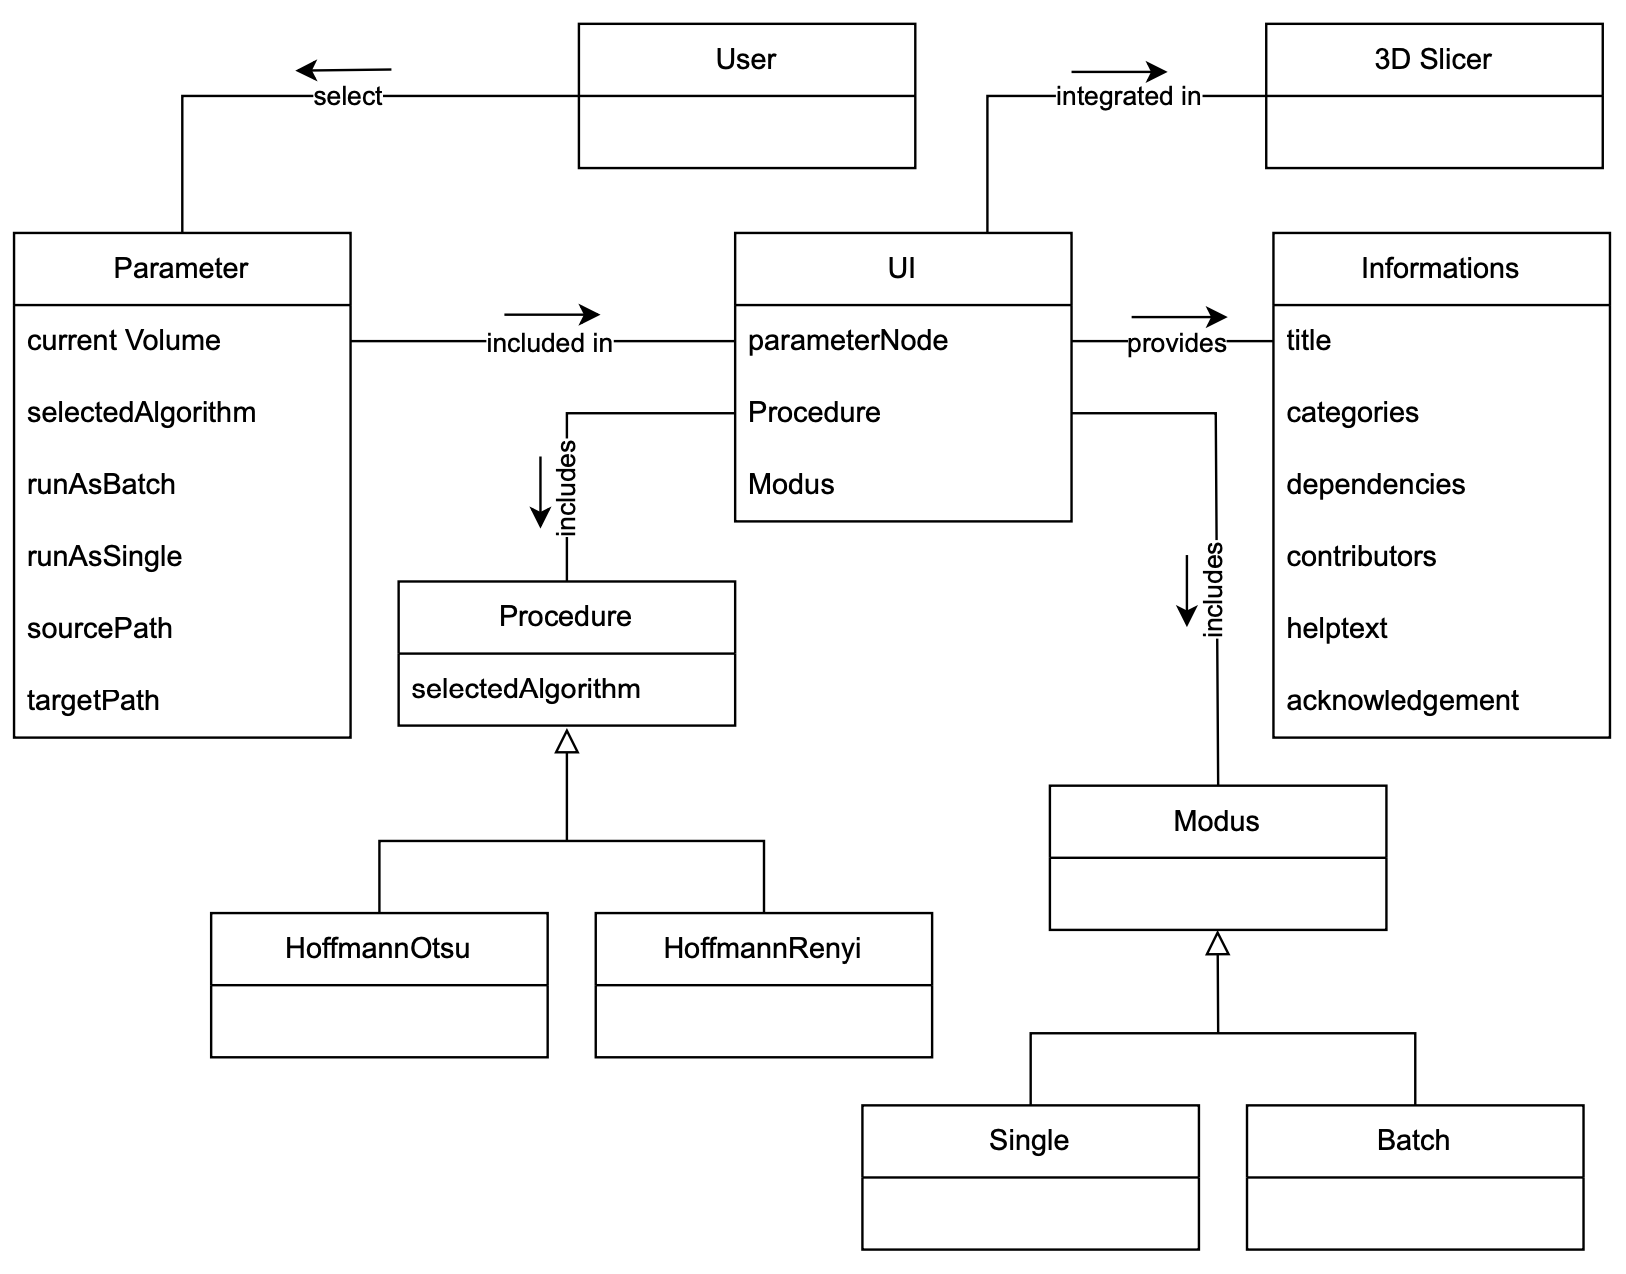 User
3D Slicer
select
integrated in
Parameter
current Volume
selectedAlgorithm
runAsBatch
runAsSingle
sourcePath
targetPath
included in
UI
parameterNode
Procedure
Modus
provides
Informations
title
categories
dependencies
contributors
helptext
acknowledgement
includes
includes
Procedure
selectedAlgorithm
HoffmannOtsu
HoffmannRenyi
Modus
Single
Batch